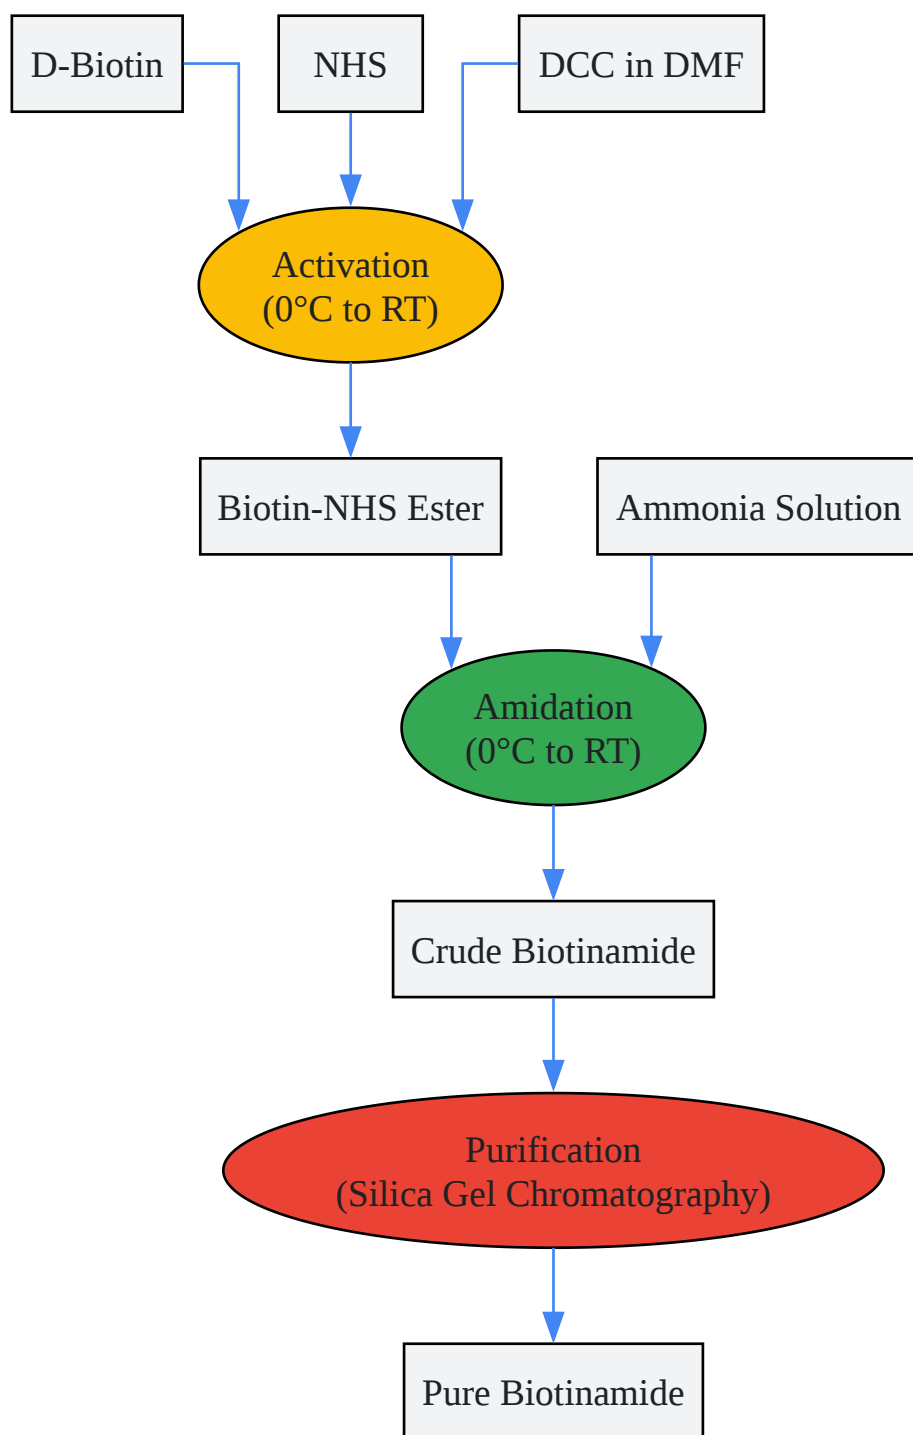 D-Biotin
NHS
DCC in DMF
Activation
(0°C to RT)
Biotin-NHS Ester
Ammonia Solution
Amidation
(0°C to RT)
Crude Biotinamide
Purification
(Silica Gel Chromatography)
Pure Biotinamide